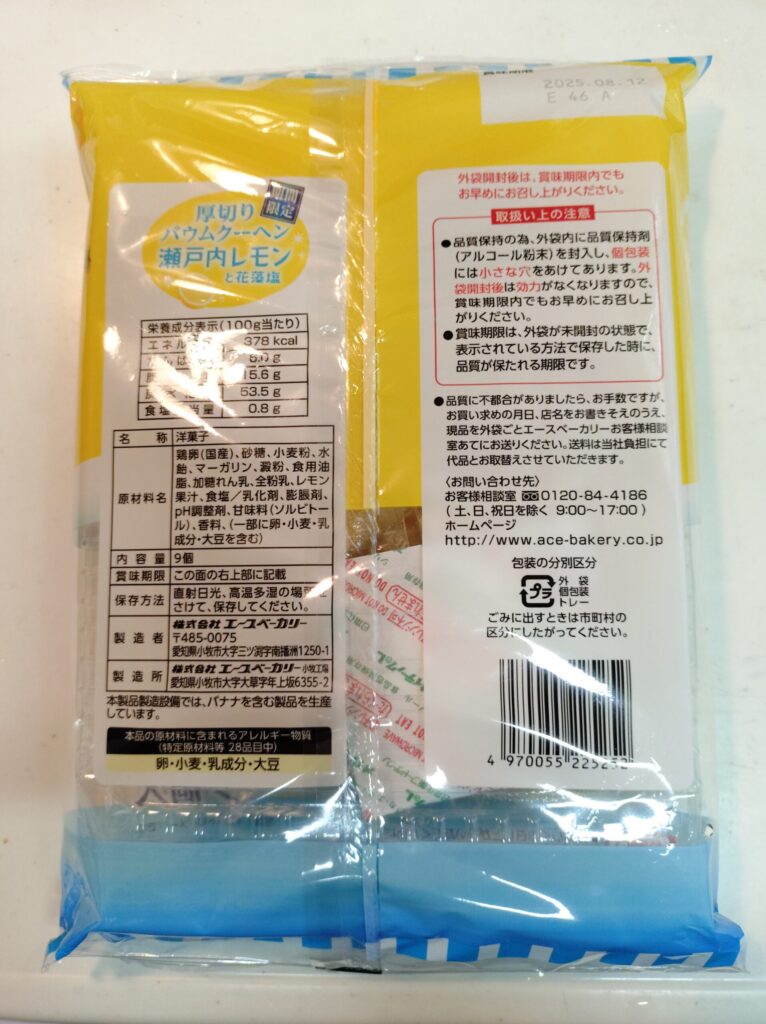 2025.08.12
E 46 A
外袋開封後は、賞味期限内でも
お早めにお召し上がりください。
取扱い上の注意
●品質保持の為、外袋内に品質保持剤
(アルコール粉末)を封入し、個包装
には小さな穴をあけてあります。外
袋開封後は効力がなくなりますので、
賞味期限内でもお早めにお召し上
がりください。
●賞味期限は、外袋が未開封の状態で、
表示されている方法で保存した時に、
品質が保たれる期限です。
●品質に不都合がありましたら、お手数ですが、
お買い求めの月日、店名をお書きそえのうえ、
現品を外袋ごとエースベーカリーお客様相談
室あてにお送りください。送料は当社負担にて
代品とお取替えさせていただきます。
〈お問い合わせ先〉
お客様相談室 0120-84-4186
(土、日、祝日を除く 9:00~17:00)
ホームページ
http://www.ace-bakery.co.jp
包装の分別区分
プラ
外袋
個包装
トレー
ごみに出すときは市町村の
区分にしたがってください。
4 970055 225252
限定
厚切り
バウムクーヘン
瀬戸内レモン
と花藻塩
栄養成分表示(100g当たり)
378 kcal
15.6 g
53.5 g
0.8 g
名称 洋菓子
原材料名
鶏卵(国産)、砂糖、小麦粉、水
飴、マーガリン、澱粉、食用油
脂、加糖れん乳、全粉乳、レモン
果汁、食塩/乳化剤、膨脹剤、
pH調整剤、甘味料(ソルビトー
ル)、香料、(一部に卵・小麦・乳
成分・大豆を含む)
内容量 9個
賞味期限 この面の右上部に記載
保存方法 直射日光、高温多湿の場所を
さけて、保存してください。
製造者 株式会社 エースベーカリー
〒485-0075
愛知県小牧市大字三ツ渕字南播洲1250-1
製造所 株式会社 エースベーカリー 小牧工場
愛知県小牧市大字大草字年上坂6355-2
本製品製造設備では、バナナを含む製品を生産
しています。
本品の原材料に含まれるアレルギー物質
(特定原材料等 28品目中)
卵・小麦・乳成分・大豆